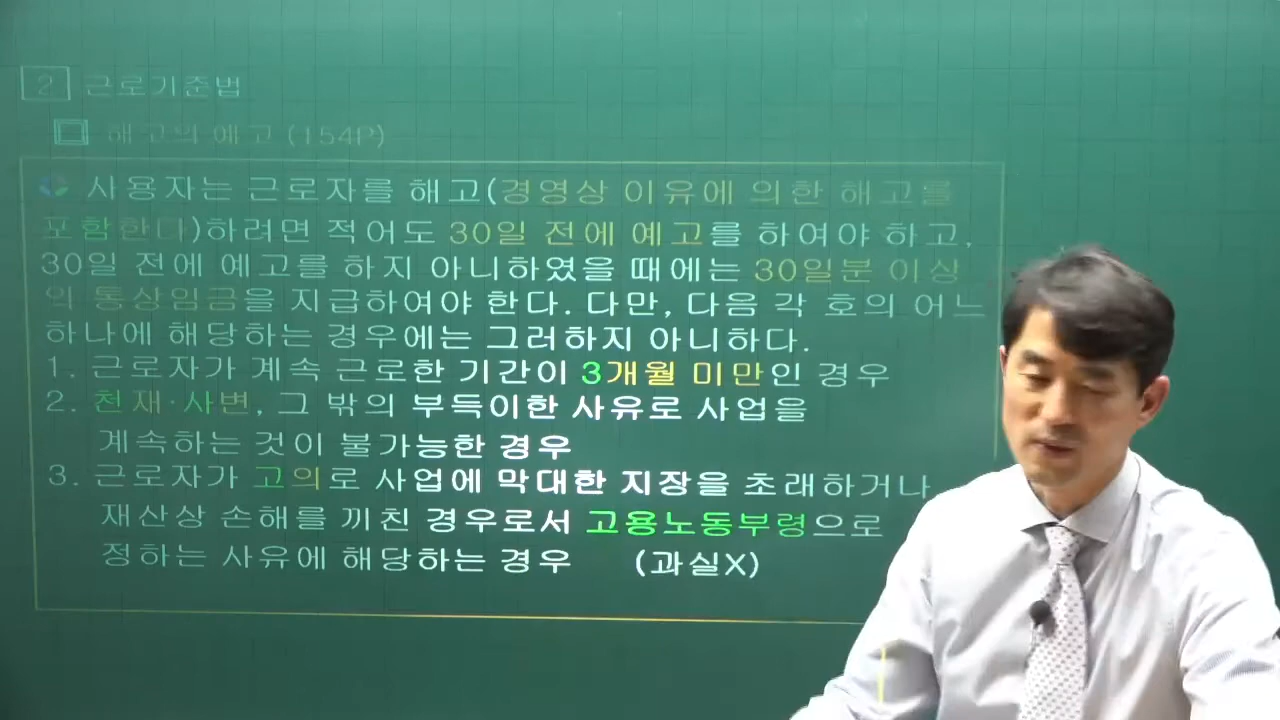 2 근로기준법
해고의 예고 (154P)
사용자는 근로자를 해고(경영상 이유에 의한 해고를
포함한다)하려면 적어도 30일 전에 예고를 하여야 하고,
30일 전에 예고를 하지 아니하였을 때에는 30일분 이상
의 통상임금을 지급하여야 한다. 다만, 다음 각 호의 어느
하나에 해당하는 경우에는 그러하지 아니하다.
1. 근로자가 계속 근로한 기간이 3개월 미만인 경우
2. 천재·사변, 그 밖의 부득이한 사유로 사업을
계속하는 것이 불가능한 경우
3. 근로자가 고의로 사업에 막대한 지장을 초래하거나
재산상 손해를 끼친 경우로서 고용노동부령으로
정하는 사유에 해당하는 경우 (과실X)